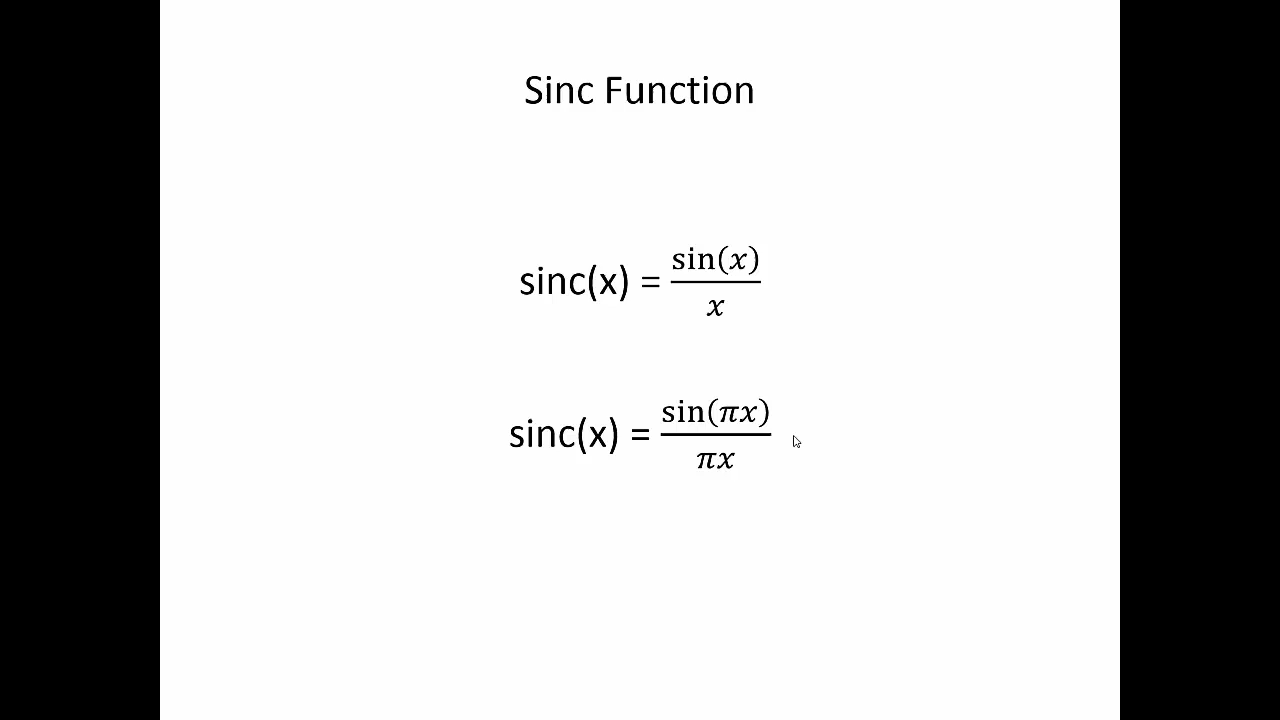 Sinc Function
sinc(x) = sin(𝑥)/𝑥
sinc(x) = sin(𝜋𝑥)/𝜋𝑥